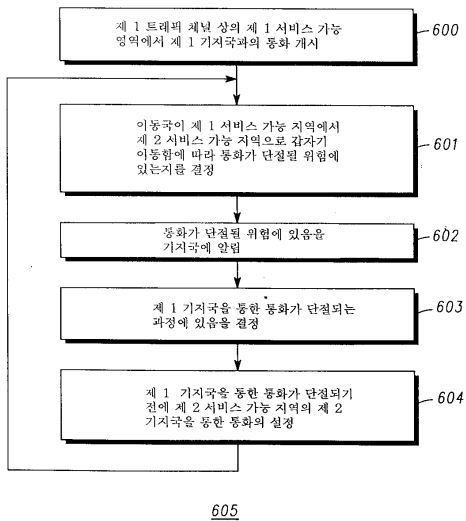 제 1 트래픽 채널 상의 제 1 서비스 가능
영역에서 제 1 기지국과의 통화 개시
600
이동국이 제 1 서비스 가능 지역에서
제 2 서비스 가능 지역으로 갑자기
이동함에 따라 통화가 단절될 위험에
있는지를 결정
601
통화가 단절될 위험에 있음을
기지국에 알림
602
제 1 기지국을 통한 통화가 단절되는
과정에 있음을 결정
603
제 1 기지국을 통한 통화가 단절되기
전에 제 2 서비스 가능 지역의 제 2
기지국을 통한 통화의 설정
604
605